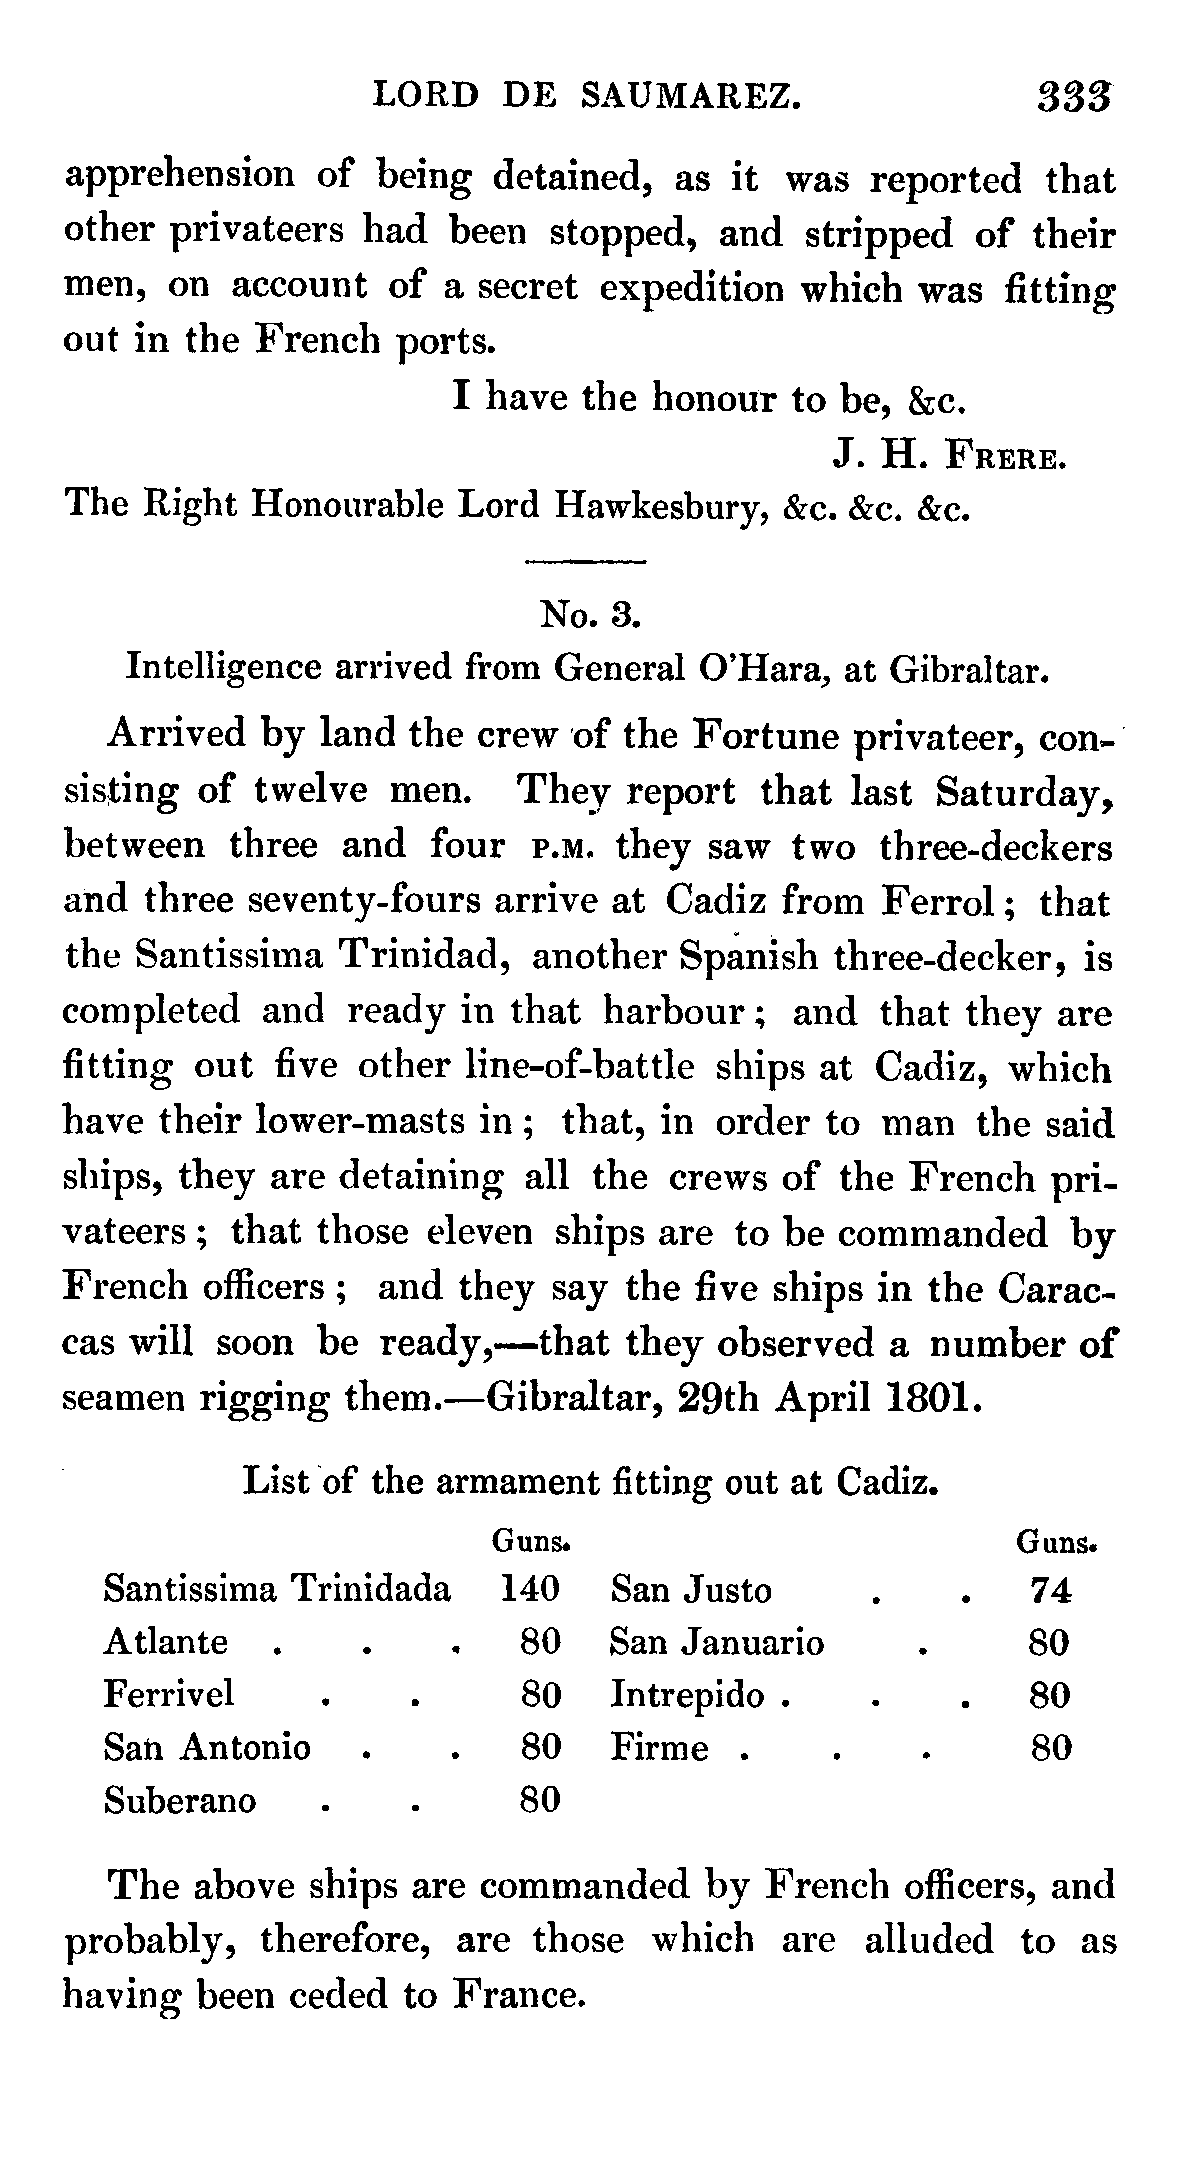 LORD DE SAUMAREZ. 333
apprehension of being detained, as it was reported that
other privateers had been stopped, and stripped of their
men, on account of a secret expedition which was fitting
out in the French ports.
I have the honour to be, &c.
J. H. FRERE.
The Right Honourable Lord Hawkesbury, &c. &c. &c.
No. 3.
Intelligence arrived from General O'Hara, at Gibraltar.
Arrived by land the crew of the Fortune privateer, con-
sisting of twelve men. They report that last Saturday,
between three and four P.M. they saw two three-deckers
and three seventy-fours arrive at Cadiz from Ferrol; that
the Santissima Trinidad, another Spanish three-decker, is
completed and ready in that harbour; and that they are
fitting out five other line-of-battle ships at Cadiz, which
have their lower-masts in; that, in order to man the said
ships, they are detaining all the crews of the French pri-
vateers; that those eleven ships are to be commanded by
French officers; and they say the five ships in the Carac-
cas will soon be ready,—that they observed a number of
seamen rigging them.—Gibraltar, 29th April 1801.
List of the armament fitting out at Cadiz.
Guns. Guns.
Santissima Trinidada 140 San Justo . . 74
Atlante . . . 80 San Januario . 80
Ferrivel . . 80 Intrepido . . . 80
San Antonio . . 80 Firme . . . 80
Suberano . . 80
The above ships are commanded by French officers, and
probably, therefore, are those which are alluded to as
having been ceded to France.